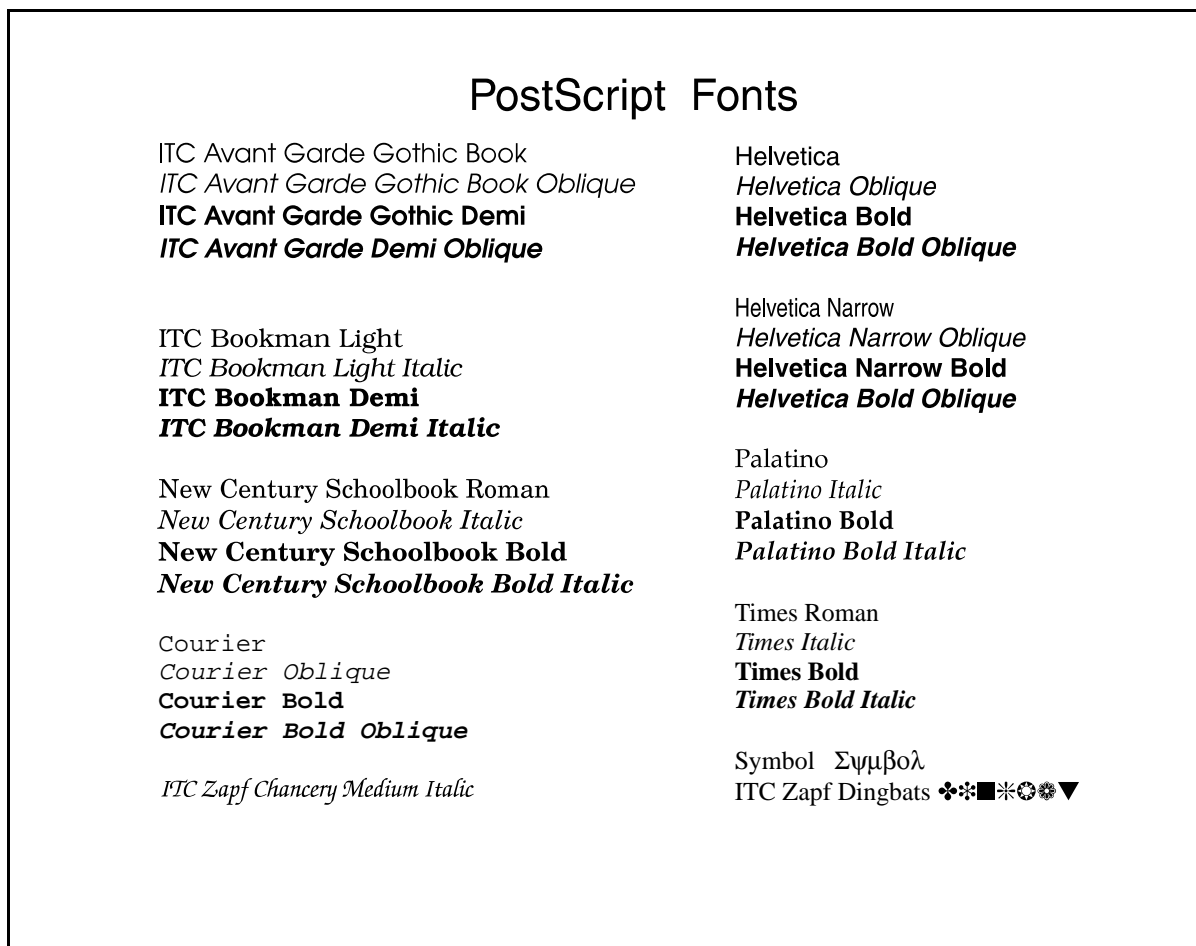 PostScript Fonts
ITC Avant Garde Gothic Book
ITC Avant Garde Gothic Book Oblique
ITC Avant Garde Gothic Demi
ITC Avant Garde Demi Oblique
ITC Bookman Light
ITC Bookman Light Italic
ITC Bookman Demi
ITC Bookman Demi Italic
New Century Schoolbook Roman
New Century Schoolbook Italic
New Century Schoolbook Bold
New Century Schoolbook Bold Italic
Courier
Courier Oblique
Courier Bold
Courier Bold Oblique
ITC Zapf Chancery Medium Italic
Helvetica
Helvetica Oblique
Helvetica Bold
Helvetica Bold Oblique
Helvetica Narrow
Helvetica Narrow Oblique
Helvetica Narrow Bold
Helvetica Bold Oblique
Palatino
Palatino Italic
Palatino Bold
Palatino Bold Italic
Times Roman
Times Italic
Times Bold
Times Bold Italic
Symbol Σψμβολ
ITC Zapf Dingbats ✤❉■❇❂❁▼